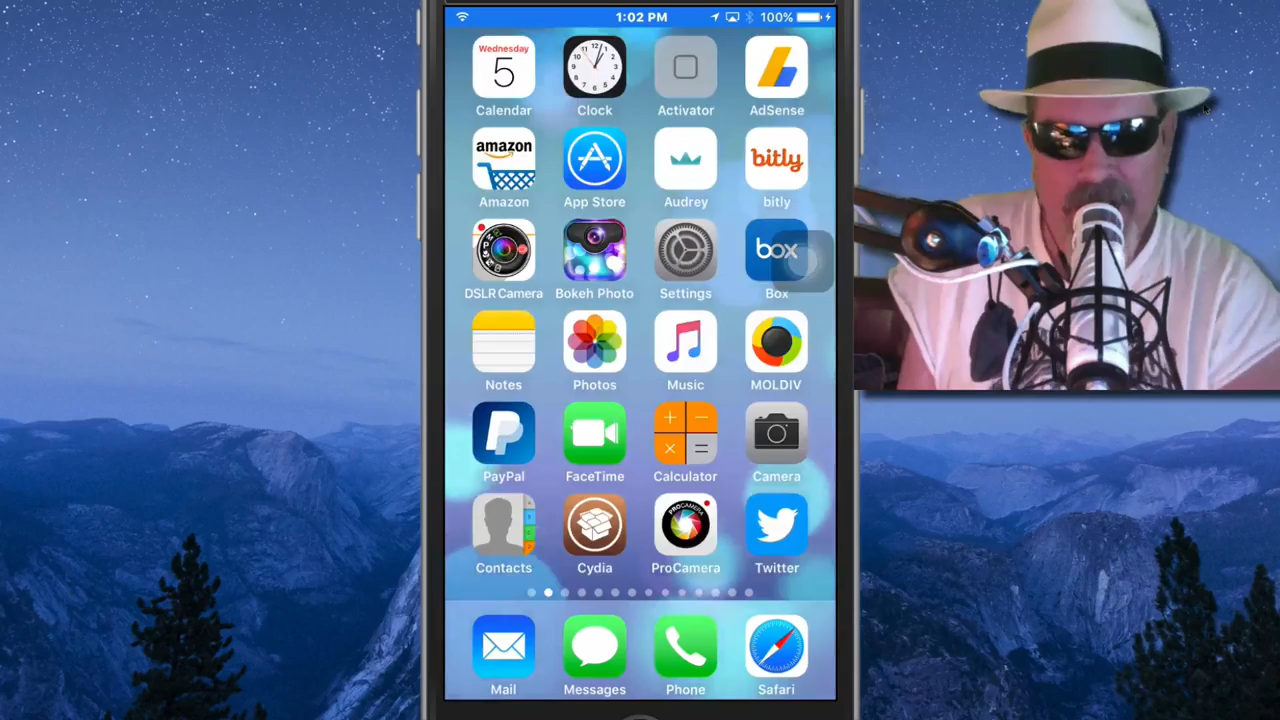 1:02 PM 100%
Wednesday
5
12
Calendar Clock Activator AdSense
amazon bitly
Amazon App Store Audrey bitly
box
DSLR Camera Bokeh Photo Settings Box
Notes Photos Music MOLDIV
PayPal FaceTime Calculator Camera
PROCAMERA
Contacts Cydia ProCamera Twitter
Mail Messages Phone Safari